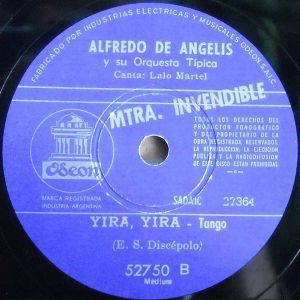 FABRICADO POR INDUSTRIAS ELECTRICAS Y MUSICALES ODEON S.A.I.C.
ALFREDO DE ANGELIS
y su Orquesta Típica
Canta: Lalo Martel
MTRA. INVENDIBLE
Odeon
MARCA REGISTRADA
INDUSTRIA ARGENTINA
TODOS LOS DERECHOS DEL
PRODUCTOR FONOGRAFICO
Y DEL PROPIETARIO DE LA
OBRA REGISTRADA, RESERVADOS.
LA REPRODUCCION, LA EJECUCION
PUBLICA Y LA RADIODIFUSION
DE ESTE DISCO ESTAN PROHIBIDAS
SADAIC 27364
YIRA, YIRA - Tango
(E. S. Discépolo)
52750 B
Medium